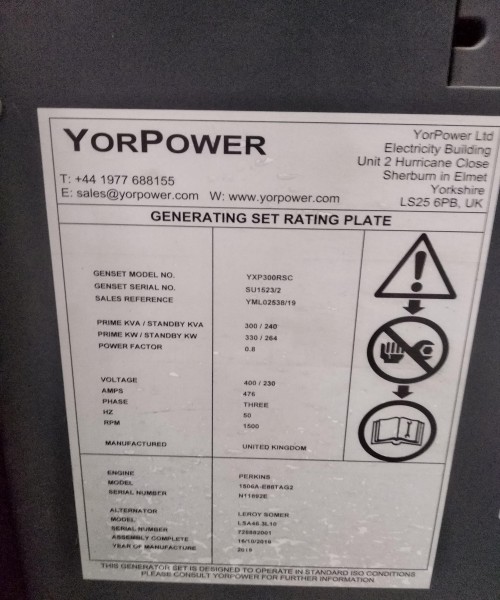 YORPOWER
T: +44 1977 688155
E: sales@yorpower.com W: www.yorpower.com
YorPower Ltd
Electricity Building
Unit 2 Hurricane Close
Sherburn in Elmet
Yorkshire
LS25 6PB, UK
GENERATING SET RATING PLATE
GENSET MODEL NO. YXP300RSC
GENSET SERIAL NO. SU1523/2
SALES REFERENCE YML02538/19
PRIME KVA / STANDBY KVA 300 / 240
PRIME KW / STANDBY KW 330 / 264
POWER FACTOR 0.8
VOLTAGE 400 / 230
AMPS 476
PHASE THREE
HZ 50
RPM 1500
MANUFACTURED UNITED KINGDOM
ENGINE PERKINS
MODEL 1506A-E88TAG2
SERIAL NUMBER
ALTERNATOR LEROY SOMER
MODEL LSA46.3L10
SERIAL NUMBER
ASSEMBLY COMPLETE 18/10/2019
YEAR OF MANUFACTURE 2019
THIS GENERATOR SET IS DESIGNED TO OPERATE IN STANDARD ISO CONDITIONS
PLEASE CONSULT YORPOWER FOR FURTHER INFORMATION